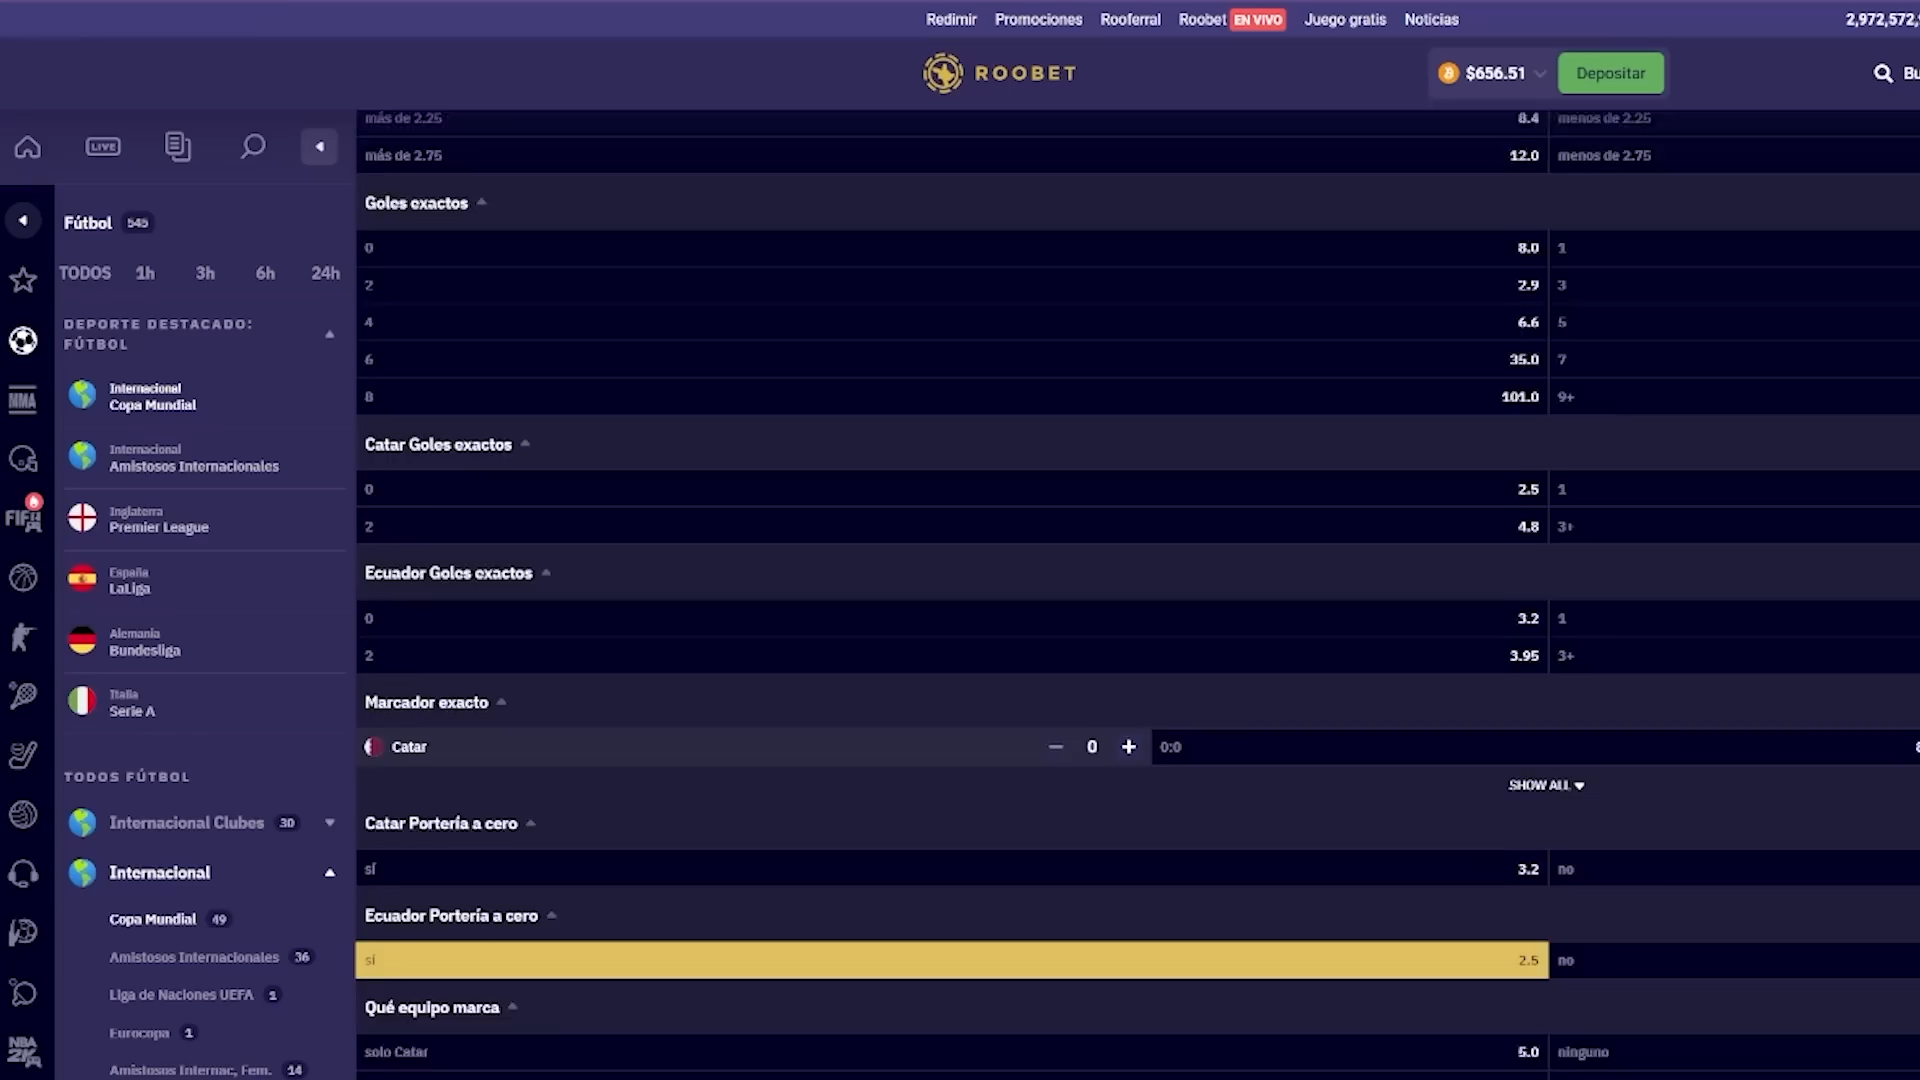 Redimir Promociones Rooferral Roobet EN VIVO Juego gratis Noticias 2,972,572,
ROOBET $656.51 Depositar Bu
LIVE
más de 2.25 8.4 menos de 2.25
más de 2.75 12.0 menos de 2.75
Goles exactos
0 8.0 1
2 2.9 3
4 6.6 5
6 35.0 7
8 101.0 9+
Catar Goles exactos
0 2.5 1
2 4.8 3+
Ecuador Goles exactos
0 3.2 1
2 3.95 3+
Marcador exacto
Catar − 0 + 0:0
SHOW ALL
Catar Portería a cero
sí 3.2 no
Ecuador Portería a cero
sí 2.5 no
Qué equipo marca
solo Catar 5.0 ninguno
Fútbol 545
TODOS 1h 3h 6h 24h
DEPORTE DESTACADO:
FÚTBOL
Internacional
Copa Mundial
Internacional
Amistosos Internacionales
Inglaterra
Premier League
España
LaLiga
Alemania
Bundesliga
Italia
Serie A
TODOS FÚTBOL
Internacional Clubes 30
Internacional
Copa Mundial 49
Amistosos Internacionales 36
Liga de Naciones UEFA 1
Eurocopa 1
Amistosos Internac, Fem. 14
MMA
FIFA
NBA
2K